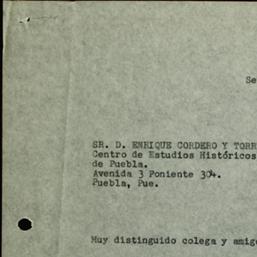 Se
SR. D. ENRIQUE CORDERO Y TORR
Centro de Estudios Históricos
de Puebla.
Avenida 3 Poniente 304.
Puebla, Pue.
Muy distinguido colega y amigo